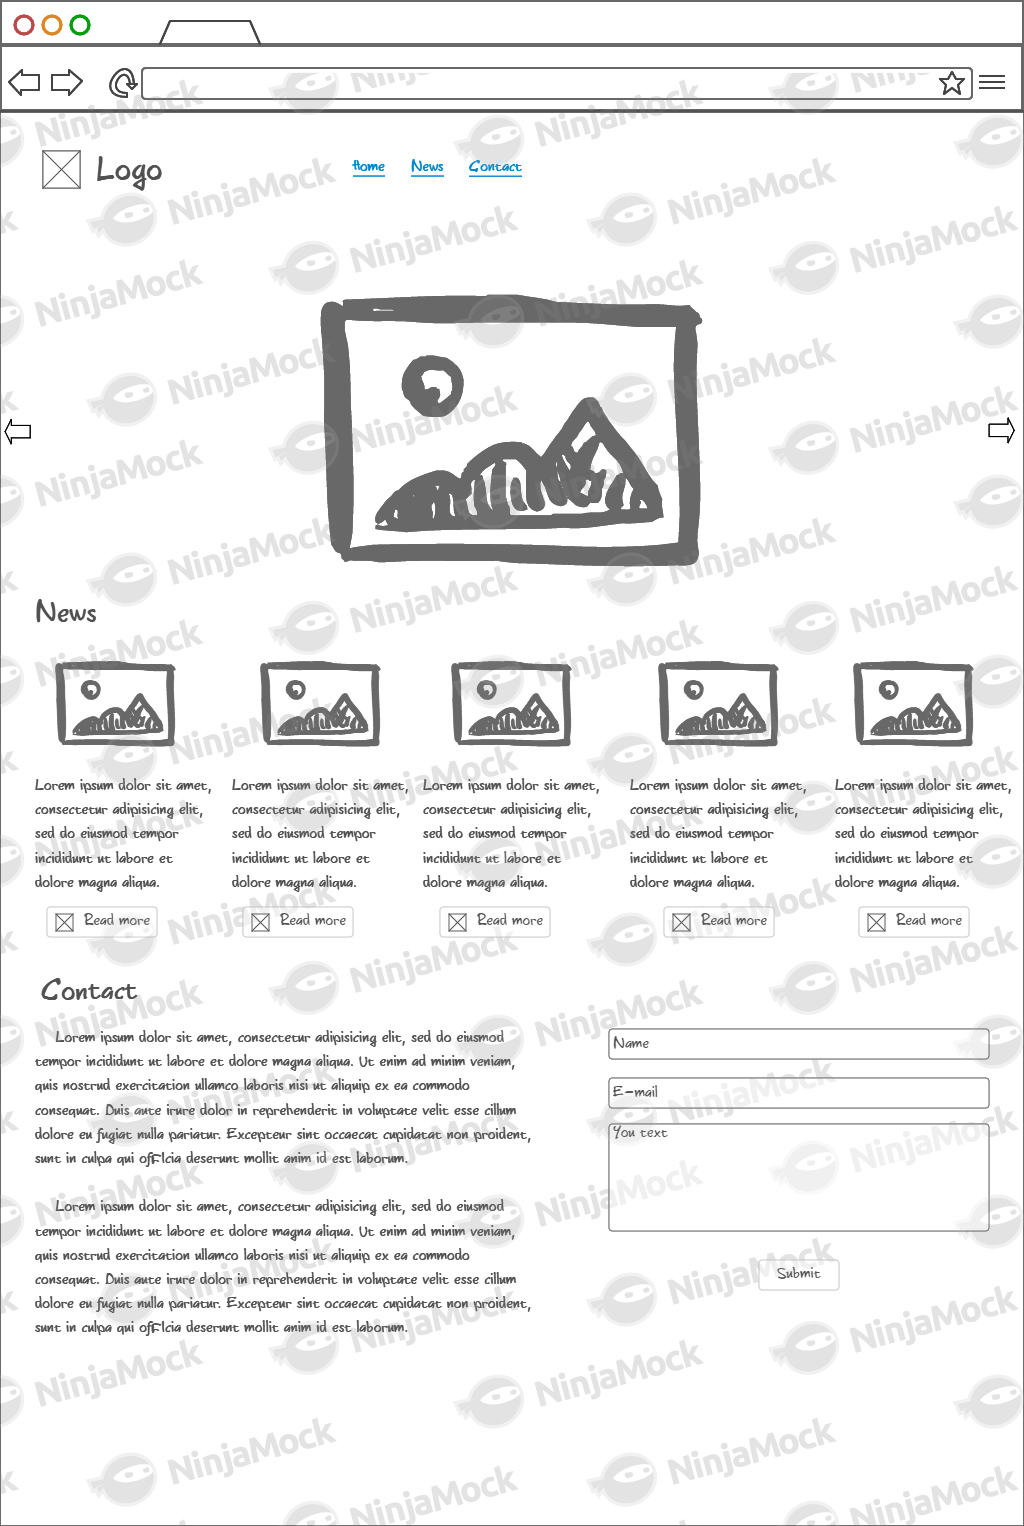 Logo
Home News Contact
News
Lorem ipsum dolor sit amet,
consectetur adipisicing elit,
sed do eiusmod tempor
incididunt ut labore et
dolore magna aliqua.
Read more
Lorem ipsum dolor sit amet,
consectetur adipisicing elit,
sed do eiusmod tempor
incididunt ut labore et
dolore magna aliqua.
Read more
Lorem ipsum dolor sit amet,
consectetur adipisicing elit,
sed do eiusmod tempor
incididunt ut labore et
dolore magna aliqua.
Read more
Lorem ipsum dolor sit amet,
consectetur adipisicing elit,
sed do eiusmod tempor
incididunt ut labore et
dolore magna aliqua.
Read more
Lorem ipsum dolor sit amet,
consectetur adipisicing elit,
sed do eiusmod tempor
incididunt ut labore et
dolore magna aliqua.
Read more
Contact
Lorem ipsum dolor sit amet, consectetur adipisicing elit, sed do eiusmod
tempor incididunt ut labore et dolore magna aliqua. Ut enim ad minim veniam,
quis nostrud exercitation ullamco laboris nisi ut aliquip ex ea commodo
consequat. Duis aute irure dolor in reprehenderit in voluptate velit esse cillum
dolore eu fugiat nulla pariatur. Excepteur sint occaecat cupidatat non proident,
sunt in culpa qui officia deserunt mollit anim id est laborum.
Lorem ipsum dolor sit amet, consectetur adipisicing elit, sed do eiusmod
tempor incididunt ut labore et dolore magna aliqua. Ut enim ad minim veniam,
quis nostrud exercitation ullamco laboris nisi ut aliquip ex ea commodo
consequat. Duis aute irure dolor in reprehenderit in voluptate velit esse cillum
dolore eu fugiat nulla pariatur. Excepteur sint occaecat cupidatat non proident,
sunt in culpa qui officia deserunt mollit anim id est laborum.
Name
E-mail
You text
Submit
NinjaMock